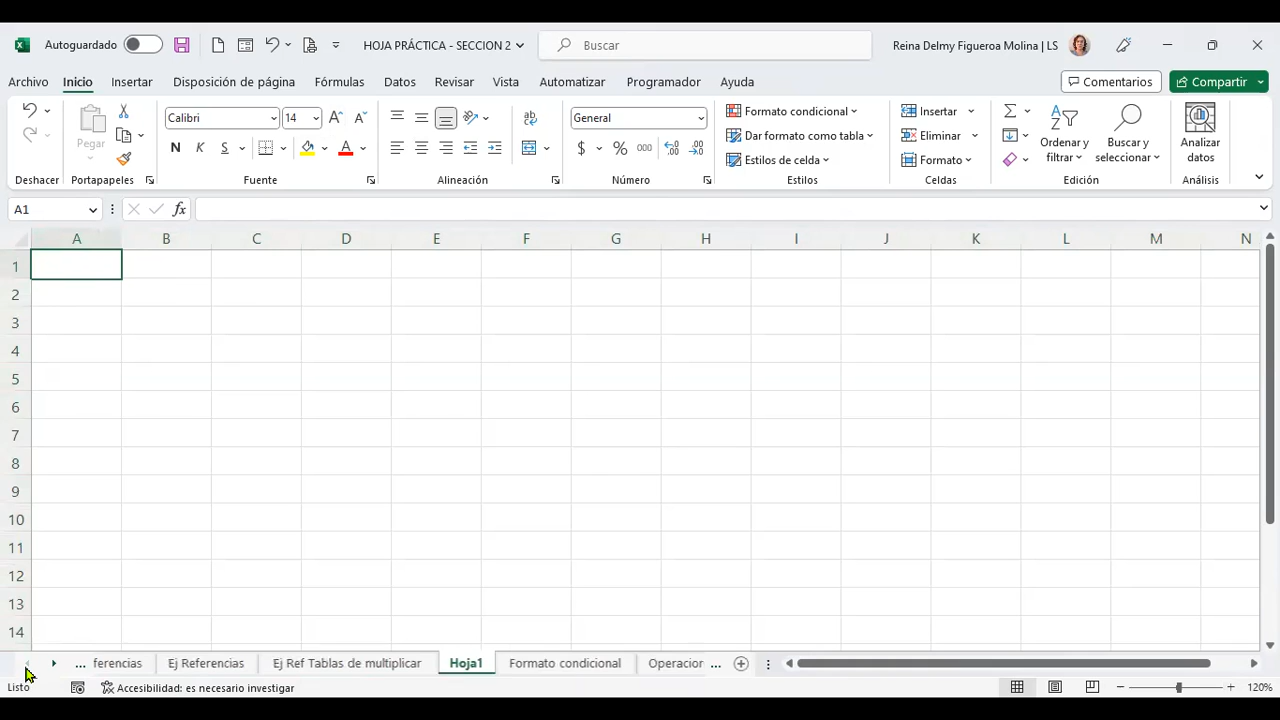 Autoguardado
HOJA PRÁCTICA - SECCION 2
Buscar
Reina Delmy Figueroa Molina | LS
Archivo Inicio Insertar Disposición de página Fórmulas Datos Revisar Vista Automatizar Programador Ayuda
Comentarios
Compartir
Pegar
Calibri 14
N K S
General
$ % 000
Formato condicional
Dar formato como tabla
Estilos de celda
Insertar
Eliminar
Formato
Ordenar y
filtrar
Buscar y
seleccionar
Analizar
datos
Deshacer Portapapeles Fuente Alineación Número Estilos Celdas Edición Análisis
A1 fx
A B C D E F G H I J K L M N
1
2
3
4
5
6
7
8
9
10
11
12
13
14
... ferencias Ej Referencias Ej Ref Tablas de multiplicar Hoja1 Formato condicional Operacior ...
Listo Accesibilidad: es necesario investigar 120%